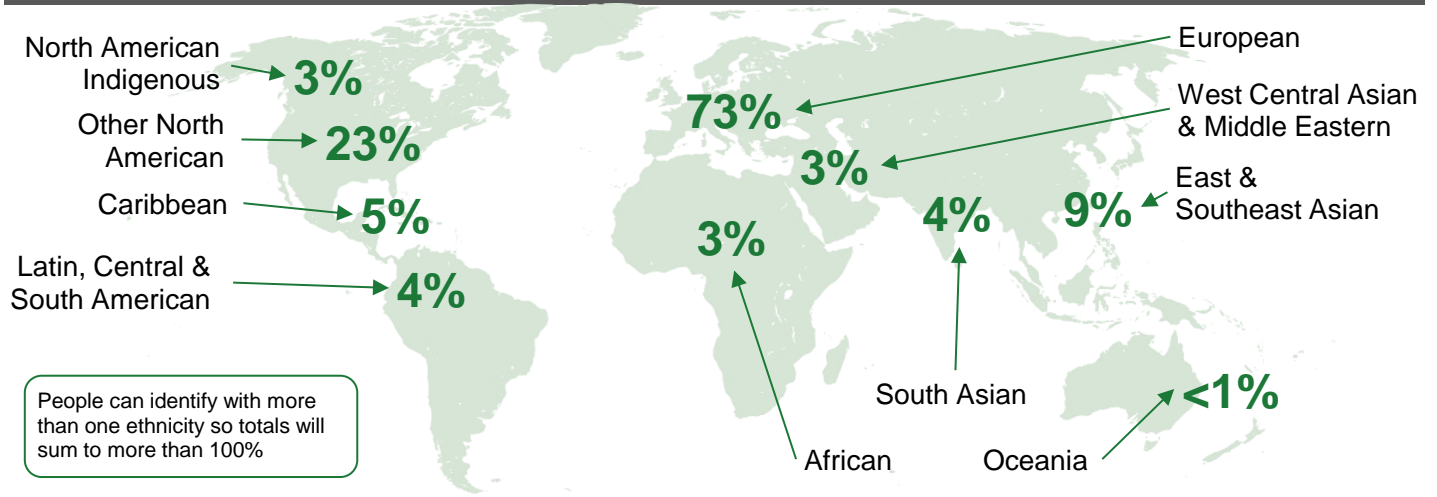 North American
Indigenous
3%
Other North
American
23%
Caribbean
5%
Latin, Central &
South American
4%
European
73%
West Central Asian
& Middle Eastern
3%
East &
Southeast Asian
9%
4%
South Asian
3%
African
<1%
Oceania
People can identify with more
than one ethnicity so totals will
sum to more than 100%